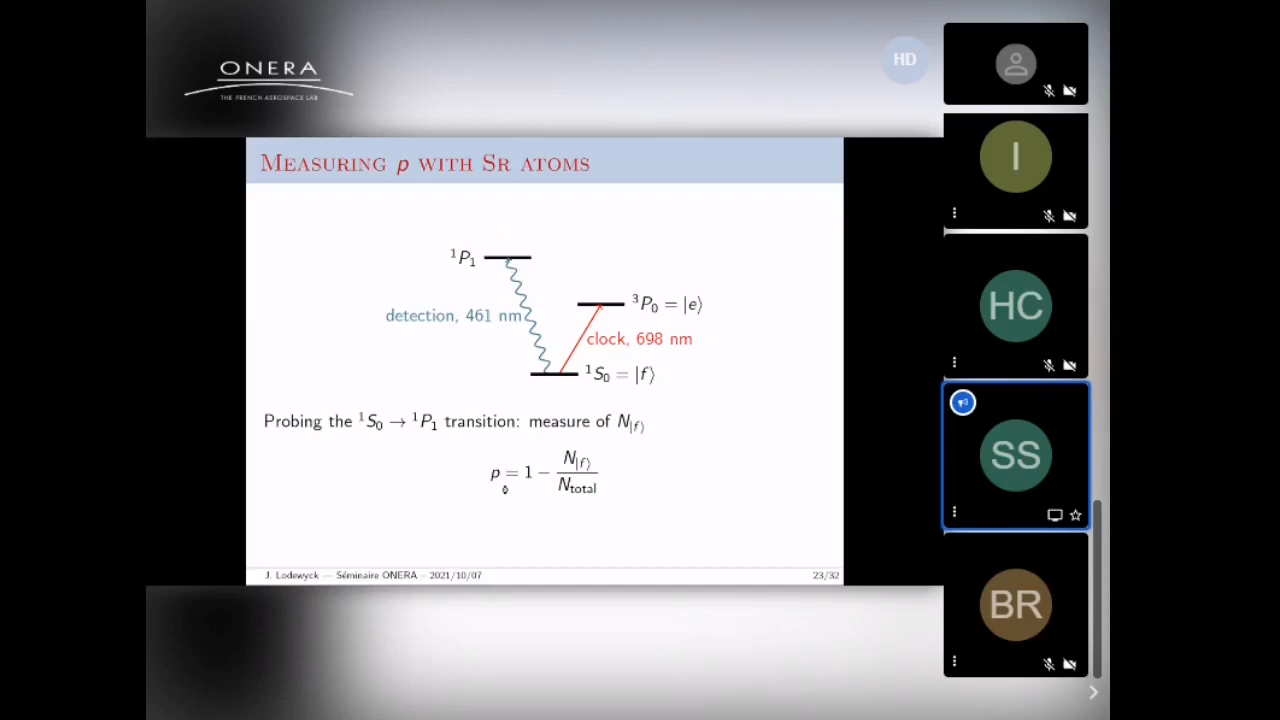 ONERA
THE FRENCH AEROSPACE LAB
HD
MEASURING p WITH SR ATOMS
¹P₁
³P₀ = |e⟩
detection, 461 nm
clock, 698 nm
¹S₀ = |f⟩
Probing the ¹S₀ → ¹P₁ transition: measure of N|f⟩
p = 1 − N|f⟩ / Ntotal
J. Lodewyck — Séminaire ONERA - 2021/10/07
23/32
I
HC
SS
BR